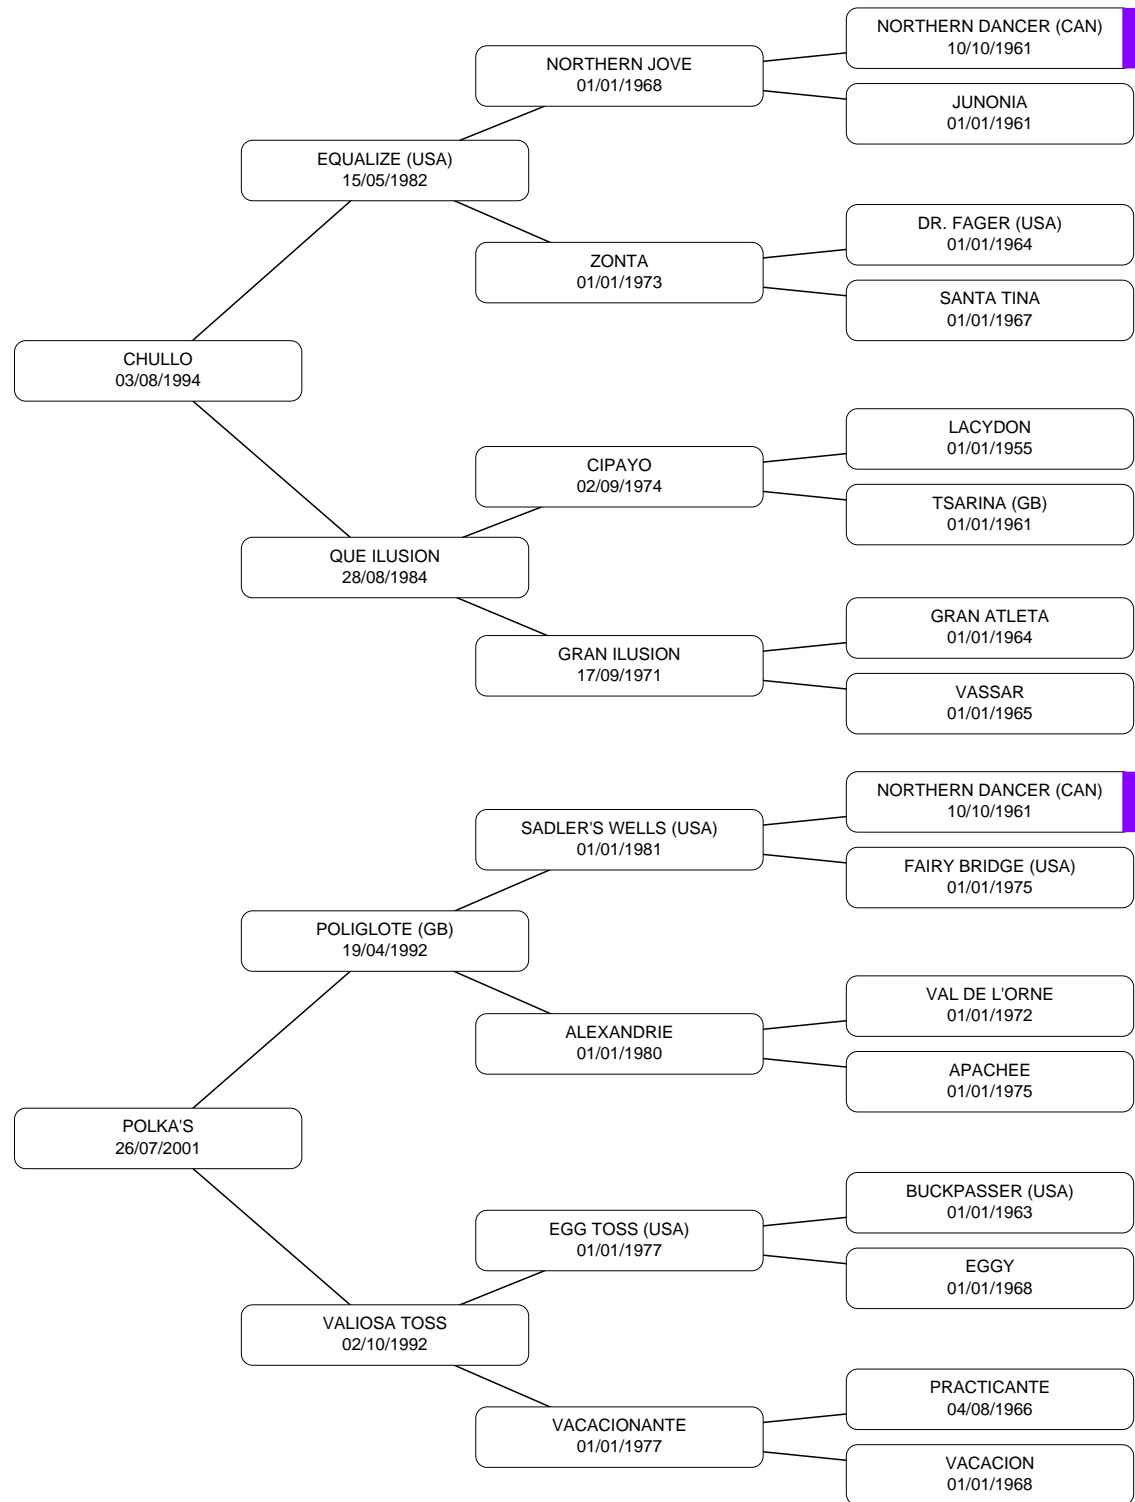 NORTHERN DANCER (CAN)
10/10/1961
NORTHERN JOVE
01/01/1968
JUNONIA
01/01/1961
EQUALIZE (USA)
15/05/1982
DR. FAGER (USA)
01/01/1964
ZONTA
01/01/1973
SANTA TINA
01/01/1967
CHULLO
03/08/1994
LACYDON
01/01/1955
CIPAYO
02/09/1974
TSARINA (GB)
01/01/1961
QUE ILUSION
28/08/1984
GRAN ATLETA
01/01/1964
GRAN ILUSION
17/09/1971
VASSAR
01/01/1965
NORTHERN DANCER (CAN)
10/10/1961
SADLER'S WELLS (USA)
01/01/1981
FAIRY BRIDGE (USA)
01/01/1975
POLIGLOTE (GB)
19/04/1992
VAL DE L'ORNE
01/01/1972
ALEXANDRIE
01/01/1980
APACHEE
01/01/1975
POLKA'S
26/07/2001
BUCKPASSER (USA)
01/01/1963
EGG TOSS (USA)
01/01/1977
EGGY
01/01/1968
VALIOSA TOSS
02/10/1992
PRACTICANTE
04/08/1966
VACACIONANTE
01/01/1977
VACACION
01/01/1968